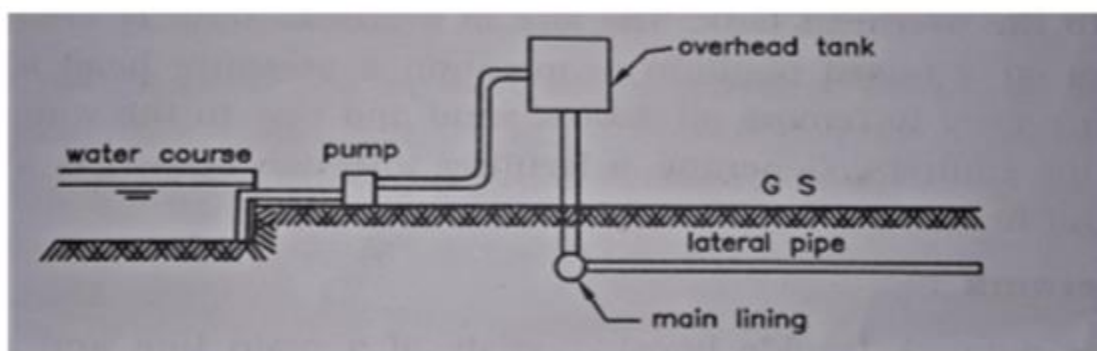 overhead tank
water course
pump
G S
lateral pipe
main lining